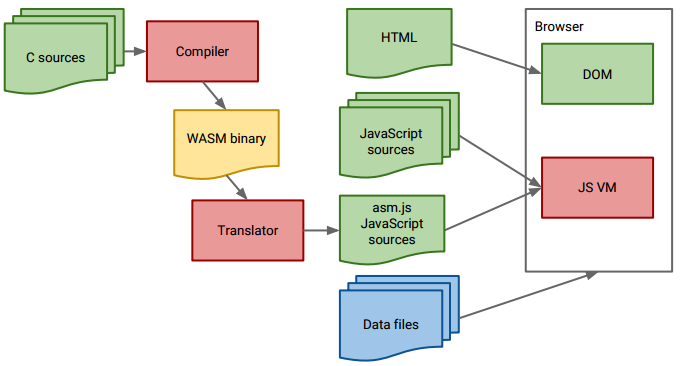 C sources
Compiler
HTML
Browser
DOM
WASM binary
JavaScript
sources
JS VM
Translator
asm.js
JavaScript
sources
Data files